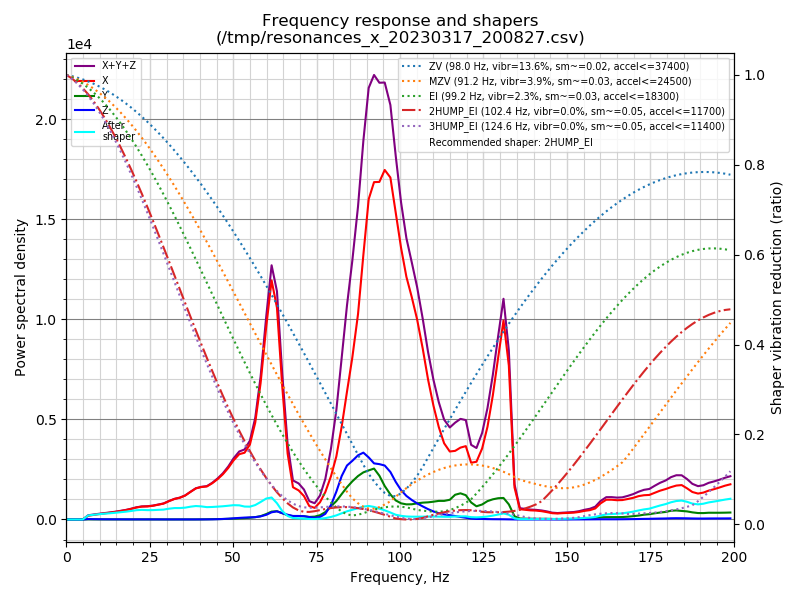 Frequency response and shapers
(/tmp/resonances_x_20230317_200827.csv)
1e4
X+Y+Z
X
Y
Z
After
shaper
ZV (98.0 Hz, vibr=13.6%, sm~=0.02, accel<=37400)
MZV (91.2 Hz, vibr=3.9%, sm~=0.03, accel<=24500)
EI (99.2 Hz, vibr=2.3%, sm~=0.03, accel<=18300)
2HUMP_EI (102.4 Hz, vibr=0.0%, sm~=0.05, accel<=11700)
3HUMP_EI (124.6 Hz, vibr=0.0%, sm~=0.05, accel<=11400)
Recommended shaper: 2HUMP_EI
2.0
1.5
1.0
0.5
0.0
Power spectral density
1.0
0.8
0.6
0.4
0.2
0.0
Shaper vibration reduction (ratio)
0 25 50 75 100 125 150 175 200
Frequency, Hz